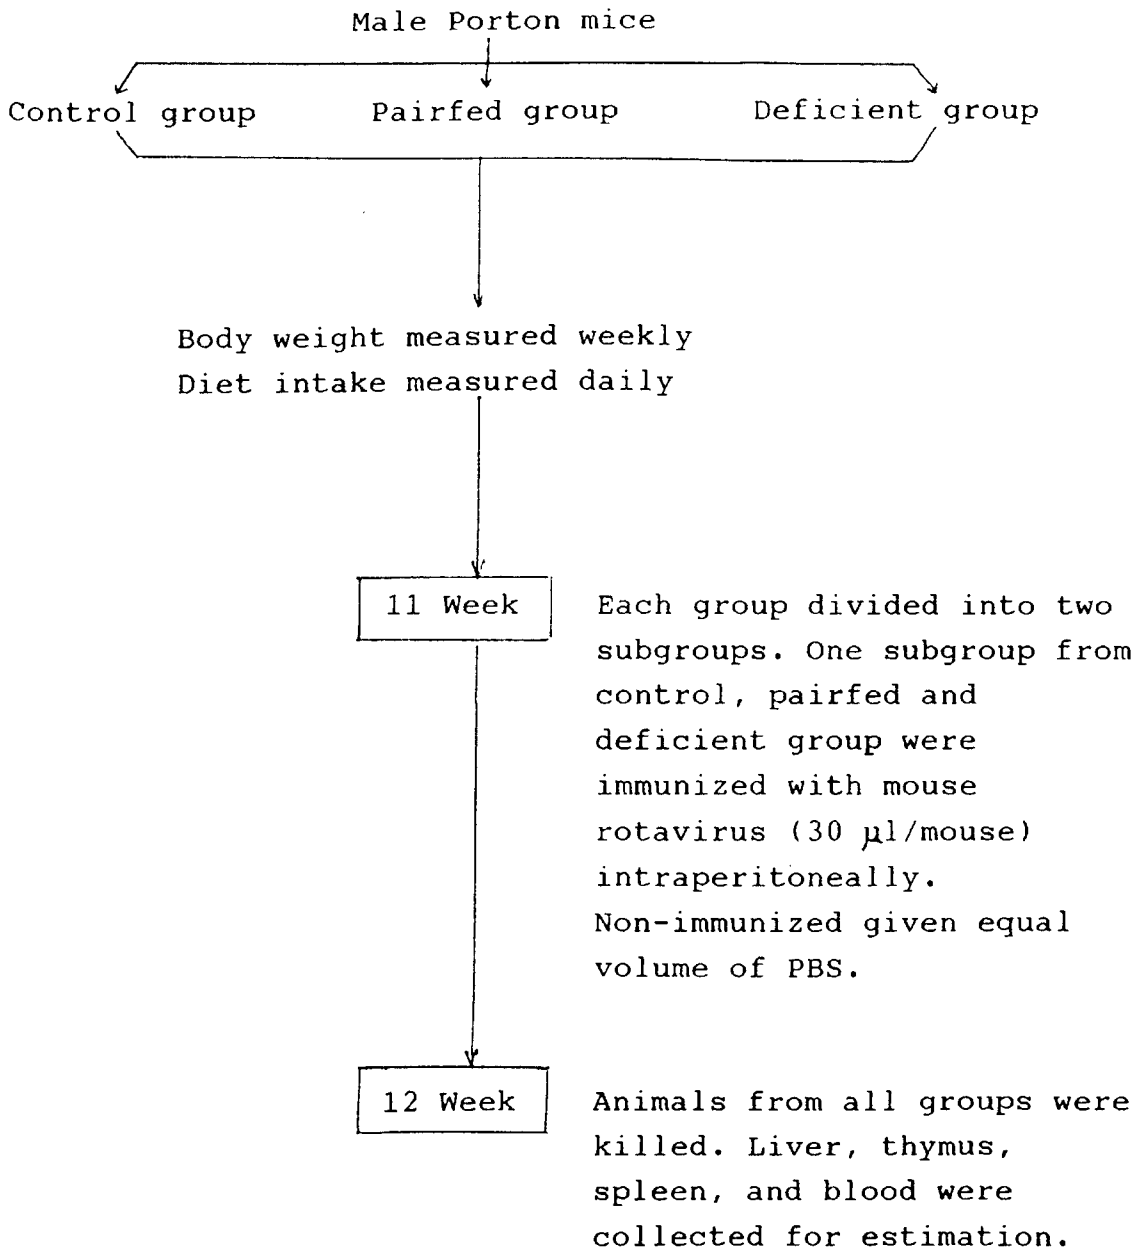 Male Porton mice
Control group Pairfed group Deficient group
Body weight measured weekly
Diet intake measured daily
11 Week
Each group divided into two
subgroups. One subgroup from
control, pairfed and
deficient group were
immunized with mouse
rotavirus (30 µl/mouse)
intraperitoneally.
Non-immunized given equal
volume of PBS.
12 Week
Animals from all groups were
killed. Liver, thymus,
spleen, and blood were
collected for estimation.